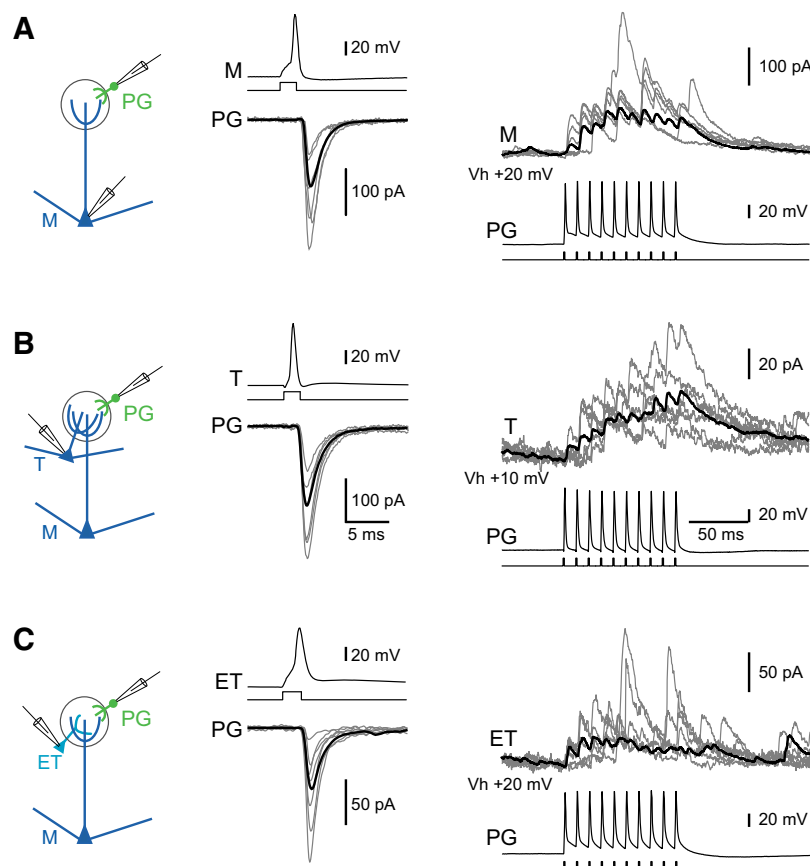 A
PG
M
M
20 mV
PG
100 pA
100 pA
M
Vh +20 mV
20 mV
PG
B
PG
T
M
T
20 mV
PG
100 pA
5 ms
20 pA
T
Vh +10 mV
20 mV
PG
50 ms
C
PG
ET
M
ET
20 mV
PG
50 pA
50 pA
ET
Vh +20 mV
20 mV
PG